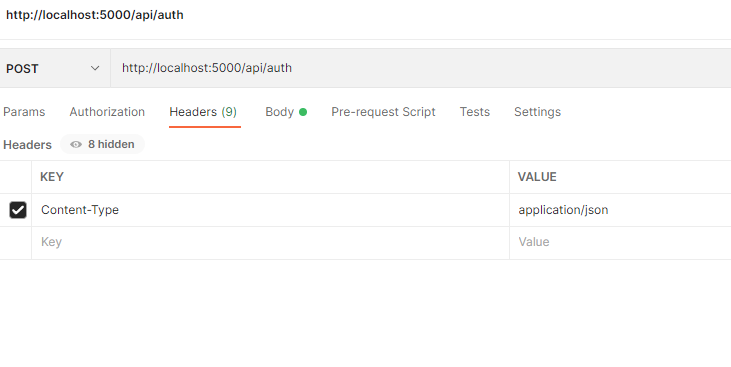 http://localhost:5000/api/auth
POST http://localhost:5000/api/auth
Params Authorization Headers (9) Body Pre-request Script Tests Settings
Headers 8 hidden
KEY VALUE
Content-Type application/json
Key Value